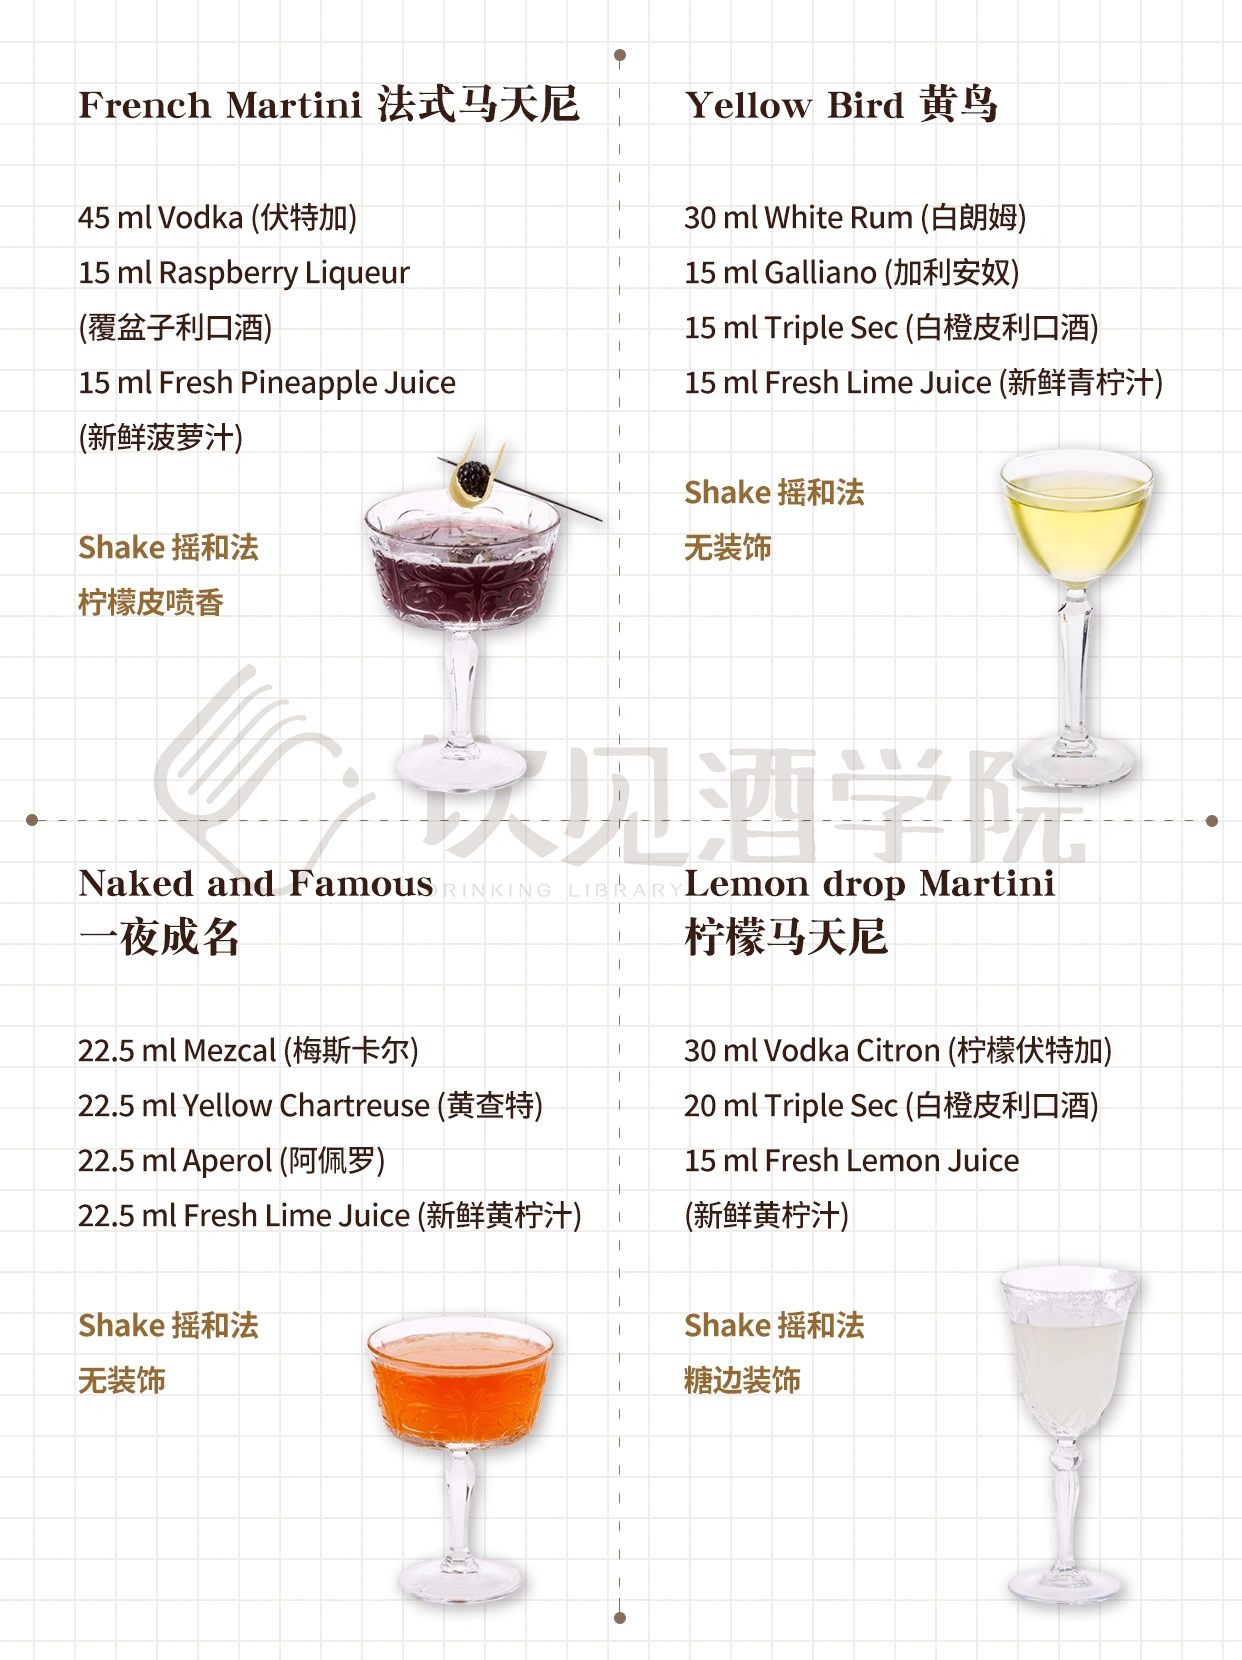 French Martini 法式马天尼
45 ml Vodka (伏特加)
15 ml Raspberry Liqueur
(覆盆子利口酒)
15 ml Fresh Pineapple Juice
(新鲜菠萝汁)
Shake 摇和法
柠檬皮喷香
Yellow Bird 黄鸟
30 ml White Rum (白朗姆)
15 ml Galliano (加利安奴)
15 ml Triple Sec (白橙皮利口酒)
15 ml Fresh Lime Juice (新鲜青柠汁)
Shake 摇和法
无装饰
饮见酒学院
DRINKING LIBRARY
Naked and Famous
一夜成名
22.5 ml Mezcal (梅斯卡尔)
22.5 ml Yellow Chartreuse (黄查特)
22.5 ml Aperol (阿佩罗)
22.5 ml Fresh Lime Juice (新鲜黄柠汁)
Shake 摇和法
无装饰
Lemon drop Martini
柠檬马天尼
30 ml Vodka Citron (柠檬伏特加)
20 ml Triple Sec (白橙皮利口酒)
15 ml Fresh Lemon Juice
(新鲜黄柠汁)
Shake 摇和法
糖边装饰